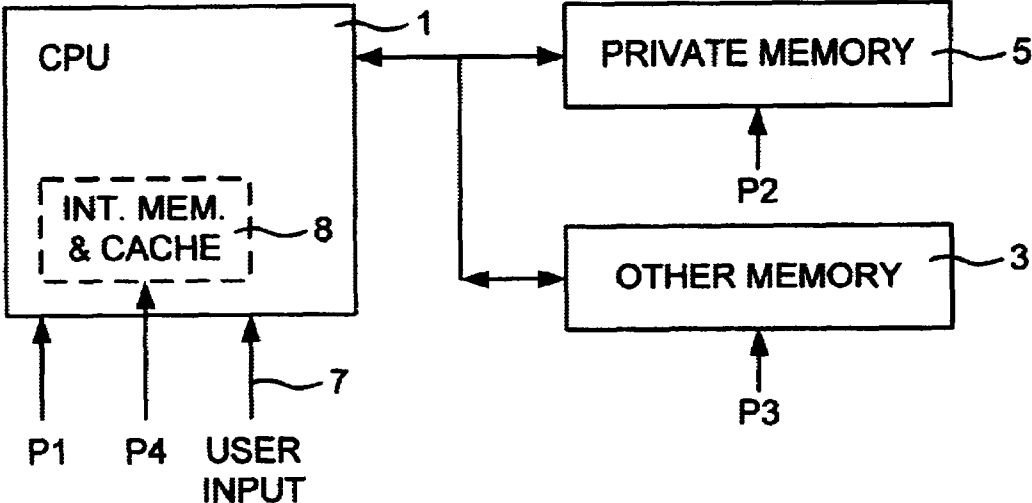 CPU
1
PRIVATE MEMORY
5
P2
INT. MEM.
& CACHE
8
OTHER MEMORY
3
P3
7
P1
P4
USER
INPUT